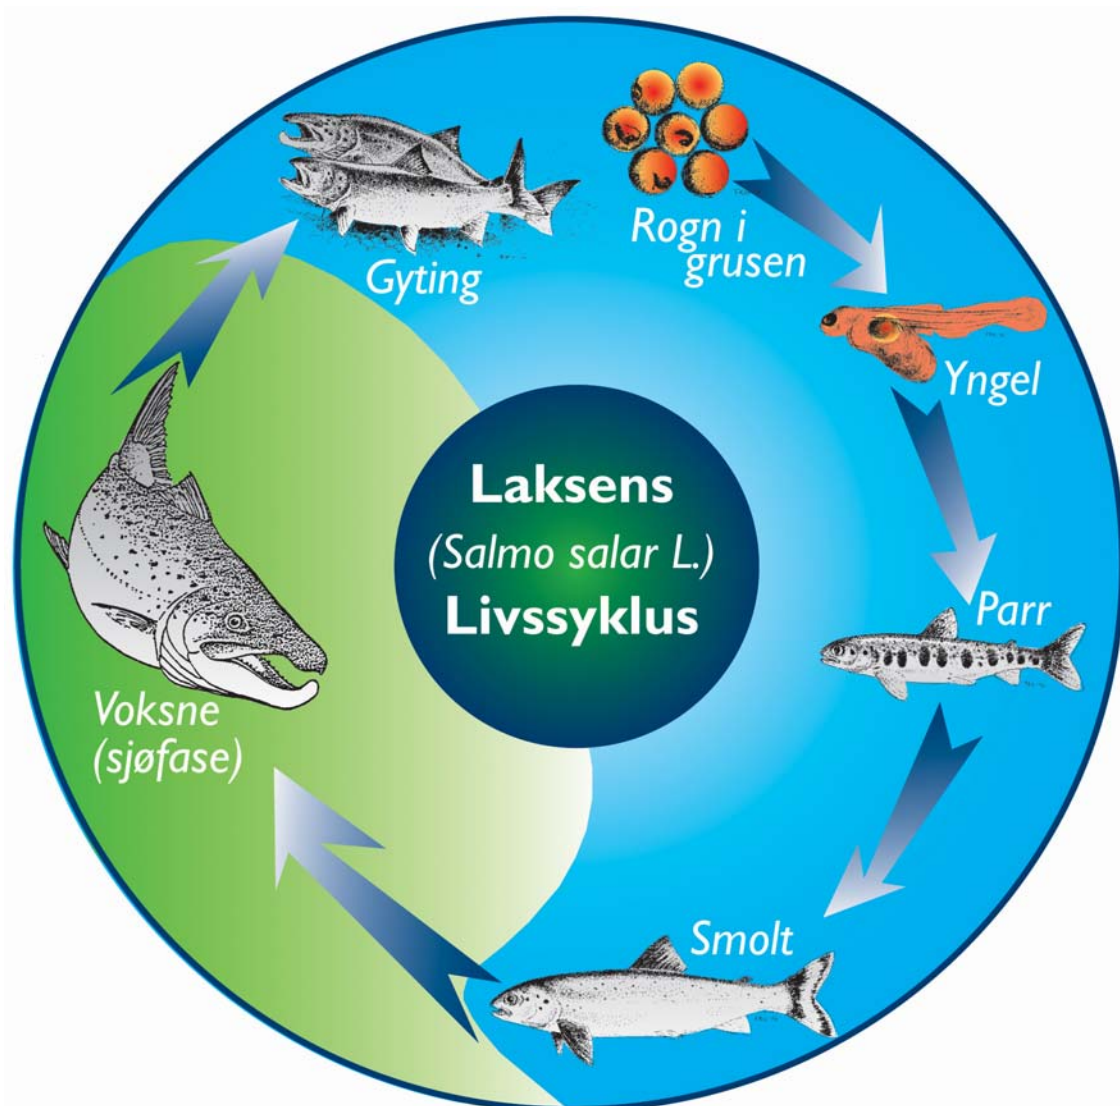 Laksens
(Salmo salar L.)
Livssyklus
Rogn i
grusen
Yngel
Parr
Smolt
Voksne
(sjøfase)
Gyting